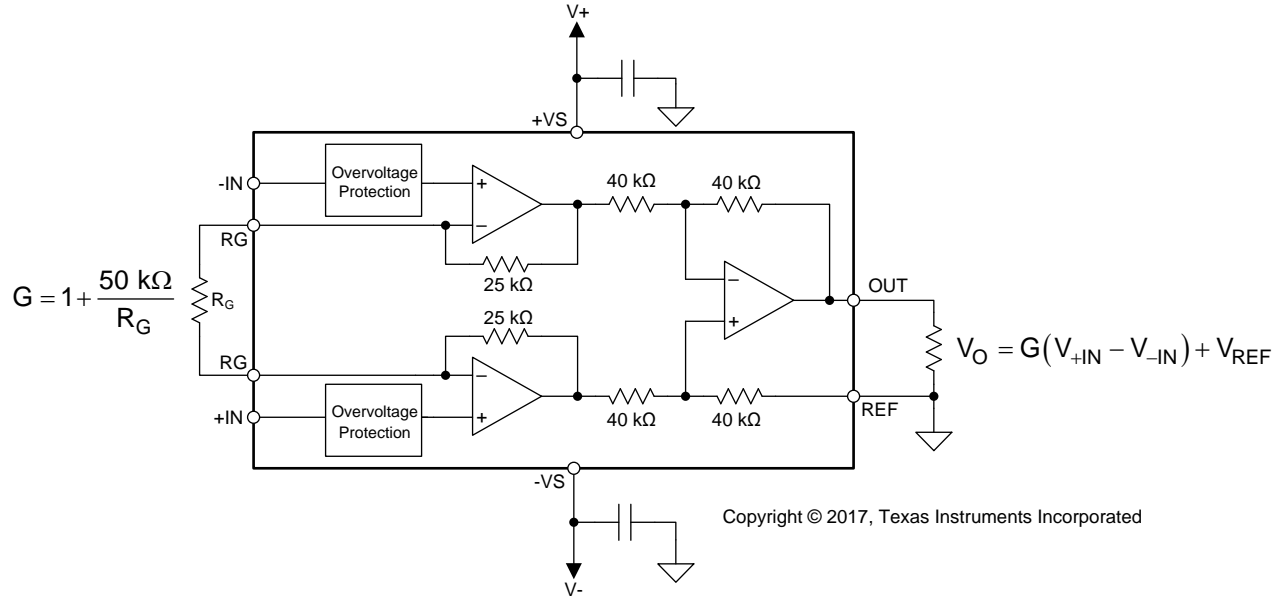 V+
+VS
-IN
Overvoltage
Protection
40 kΩ
40 kΩ
RG
25 kΩ
G = 1 + 50 kΩ / R_G
R_G
OUT
25 kΩ
V_O = G(V_+IN − V_−IN) + V_REF
RG
+IN
Overvoltage
Protection
40 kΩ
40 kΩ
REF
-VS
Copyright © 2017, Texas Instruments Incorporated
V-